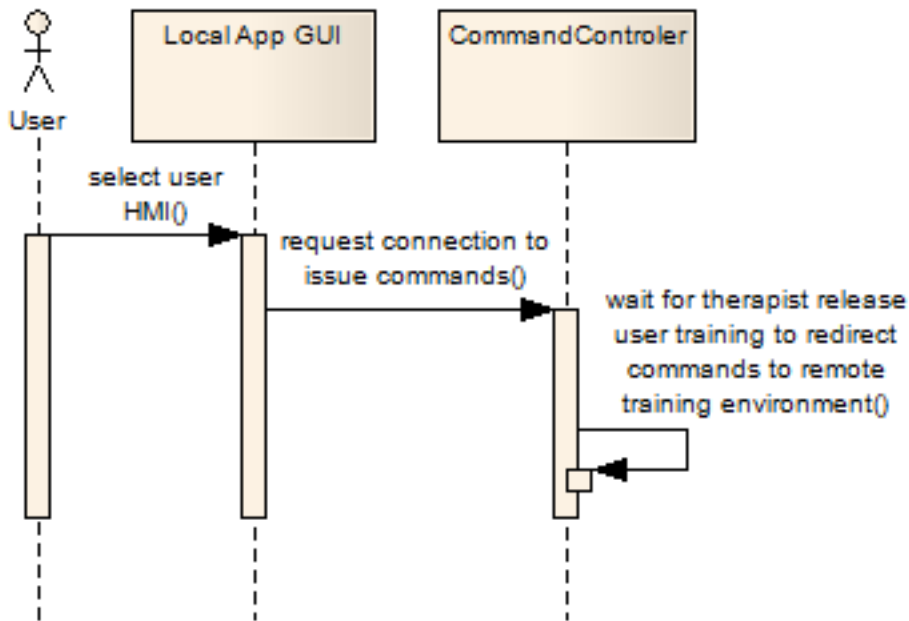 Local App GUI
CommandControler
User
select user
HMI()
request connection to
issue commands()
wait for therapist release
user training to redirect
commands to remote
training environment()